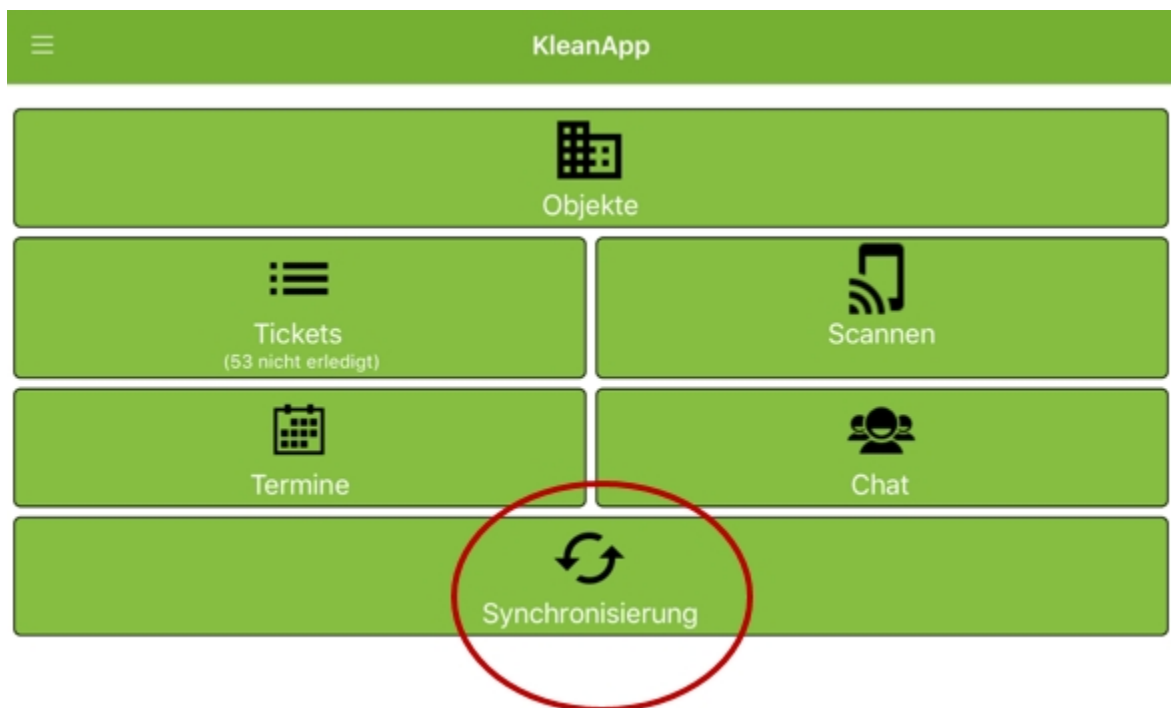 KleanApp
Objekte
Tickets
(53 nicht erledigt)
Scannen
Termine
Chat
Synchronisierung